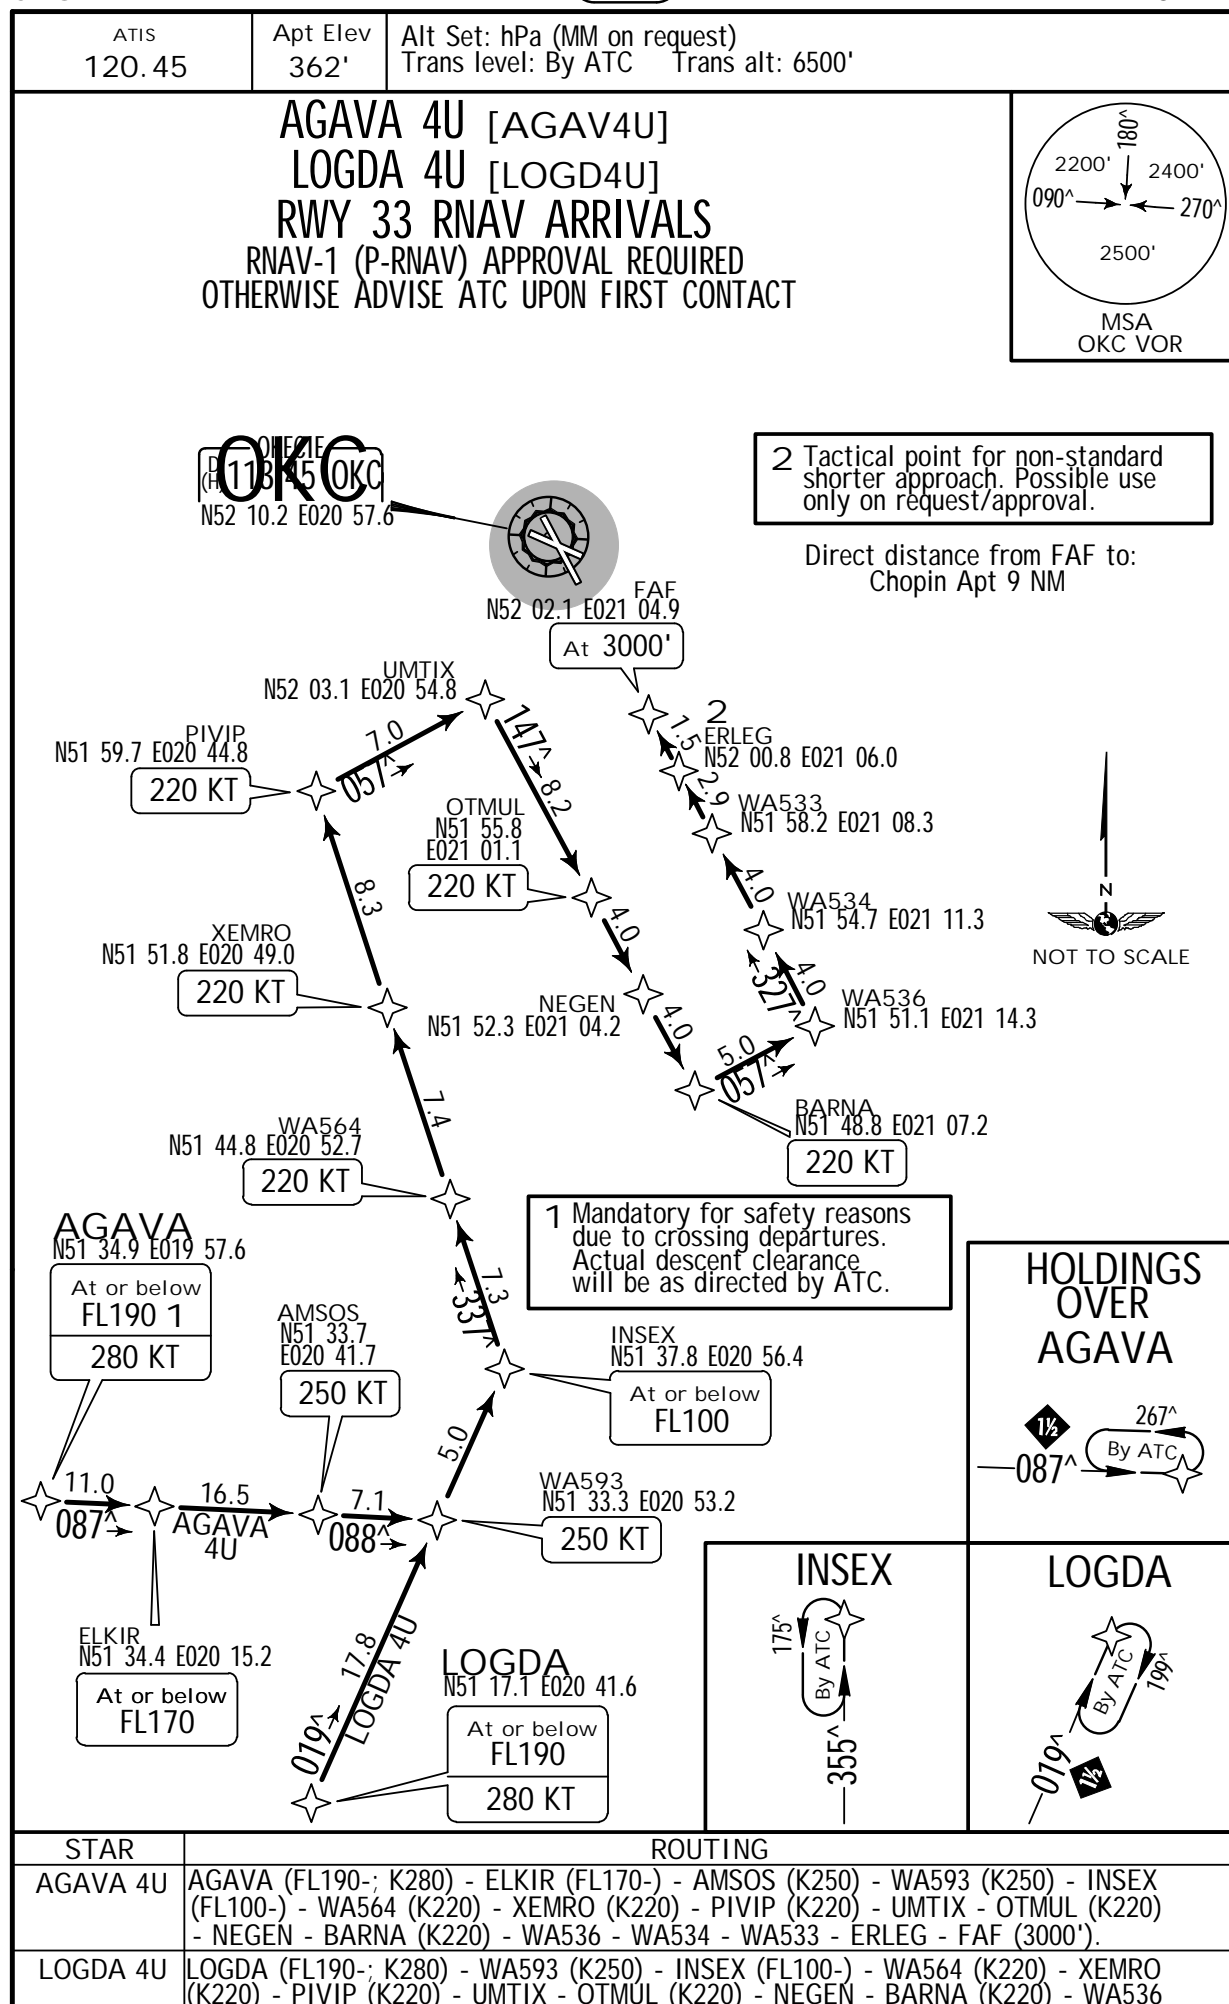 ATIS
120.45
Apt Elev
362'
Alt Set: hPa (MM on request)
Trans level: By ATC Trans alt: 6500'
AGAVA 4U [AGAV4U]
LOGDA 4U [LOGD4U]
RWY 33 RNAV ARRIVALS
RNAV-1 (P-RNAV) APPROVAL REQUIRED
OTHERWISE ADVISE ATC UPON FIRST CONTACT
180^
2200'
2400'
090^
270^
2500'
MSA
OKC VOR
OKC
OKECIE
D
(H) 113.45 OKC
N52 10.2 E020 57.6
2 Tactical point for non-standard
shorter approach. Possible use
only on request/approval.
Direct distance from FAF to:
Chopin Apt 9 NM
FAF
N52 02.1 E021 04.9
At 3000'
UMTIX
N52 03.1 E020 54.8
PIVIP
N51 59.7 E020 44.8
220 KT
7.0
057^
147^
8.2
2
1.5
ERLEG
N52 00.8 E021 06.0
2.9
WA533
N51 58.2 E021 08.3
OTMUL
N51 55.8
E021 01.1
220 KT
8.3
4.0
WA534
N51 54.7 E021 11.3
4.0
N
NOT TO SCALE
XEMRO
N51 51.8 E020 49.0
220 KT
4.0
327^
NEGEN
N51 52.3 E021 04.2
WA536
N51 51.1 E021 14.3
4.0
5.0
057^
7.4
BARNA
N51 48.8 E021 07.2
220 KT
WA564
N51 44.8 E020 52.7
220 KT
1 Mandatory for safety reasons
due to crossing departures.
Actual descent clearance
will be as directed by ATC.
AGAVA
N51 34.9 E019 57.6
At or below
FL190 1
280 KT
7.3
337^
AMSOS
N51 33.7
E020 41.7
250 KT
INSEX
N51 37.8 E020 56.4
At or below
FL100
HOLDINGS
OVER
AGAVA
1½
267^
By ATC
087^
5.0
11.0
087^
16.5
AGAVA
4U
7.1
088^
WA593
N51 33.3 E020 53.2
250 KT
INSEX
175^
By ATC
355^
LOGDA
By ATC
199^
019^
1½
ELKIR
N51 34.4 E020 15.2
At or below
FL170
17.8
LOGDA 4U
019^
LOGDA
N51 17.1 E020 41.6
At or below
FL190
280 KT
STAR ROUTING
AGAVA 4U AGAVA (FL190-; K280) - ELKIR (FL170-) - AMSOS (K250) - WA593 (K250) - INSEX
(FL100-) - WA564 (K220) - XEMRO (K220) - PIVIP (K220) - UMTIX - OTMUL (K220)
- NEGEN - BARNA (K220) - WA536 - WA534 - WA533 - ERLEG - FAF (3000').
LOGDA 4U LOGDA (FL190-; K280) - WA593 (K250) - INSEX (FL100-) - WA564 (K220) - XEMRO
(K220) - PIVIP (K220) - UMTIX - OTMUL (K220) - NEGEN - BARNA (K220) - WA536